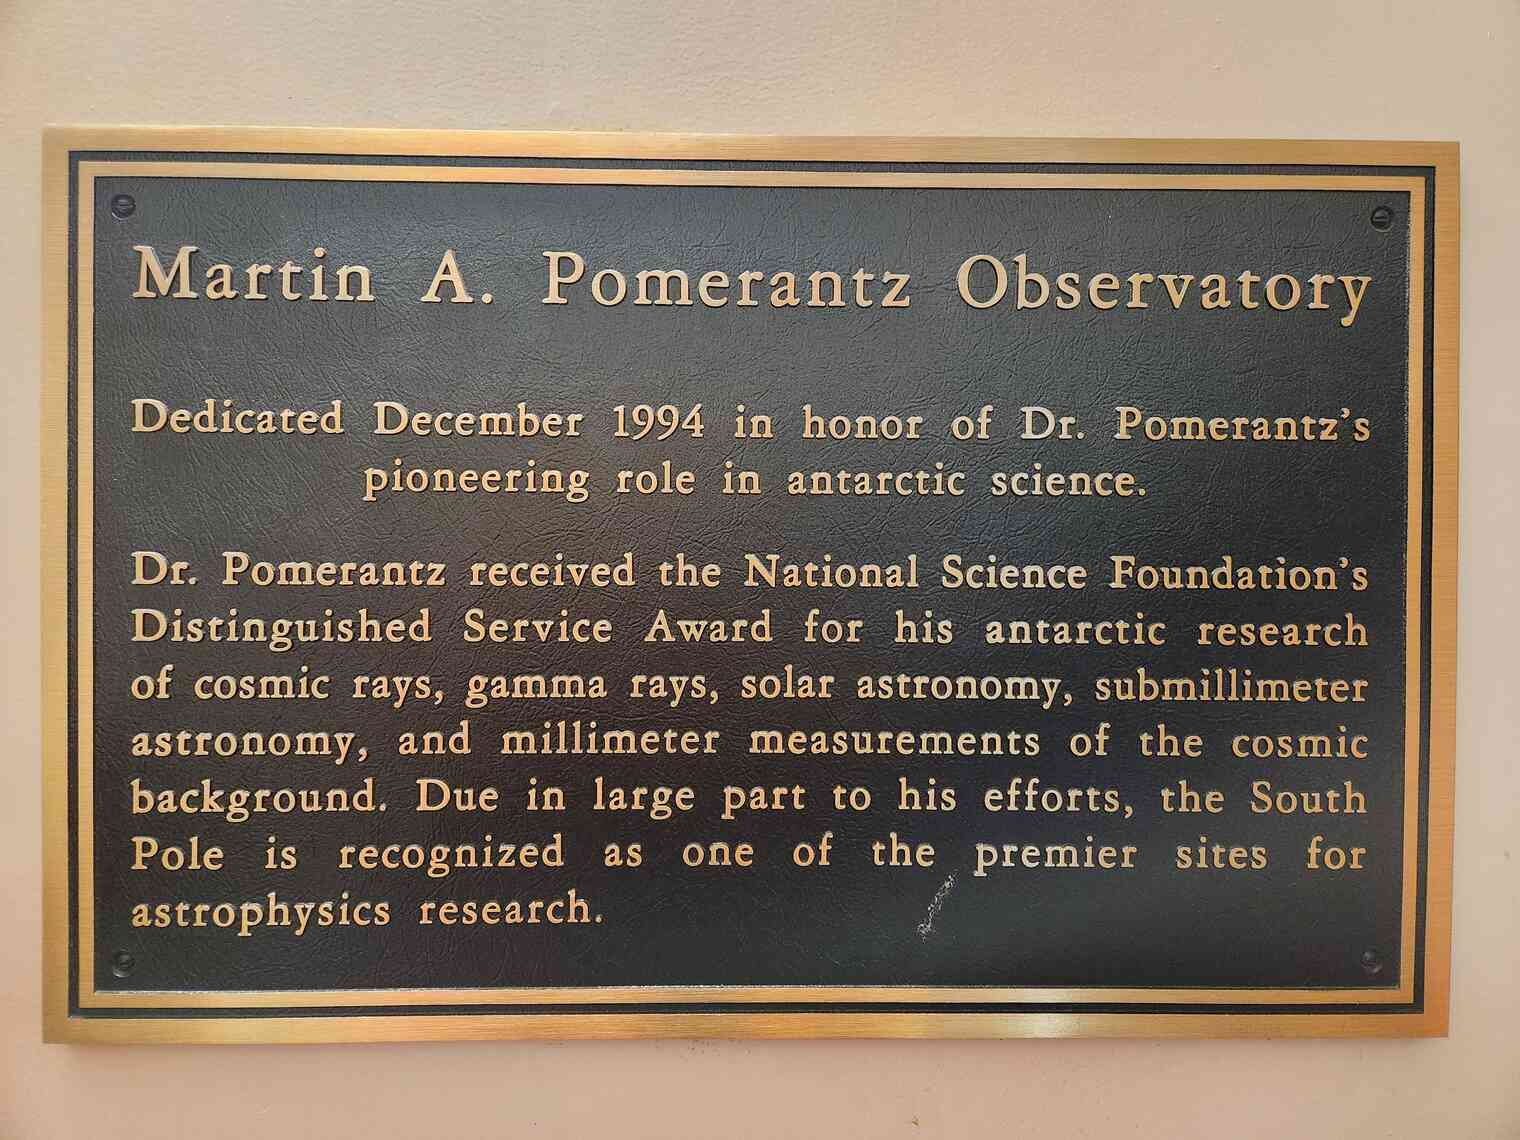 Martin A. Pomerantz Observatory
Dedicated December 1994 in honor of Dr. Pomerantz's
pioneering role in antarctic science.
Dr. Pomerantz received the National Science Foundation's
Distinguished Service Award for his antarctic research
of cosmic rays, gamma rays, solar astronomy, submillimeter
astronomy, and millimeter measurements of the cosmic
background. Due in large part to his efforts, the South
Pole is recognized as one of the premier sites for
astrophysics research.